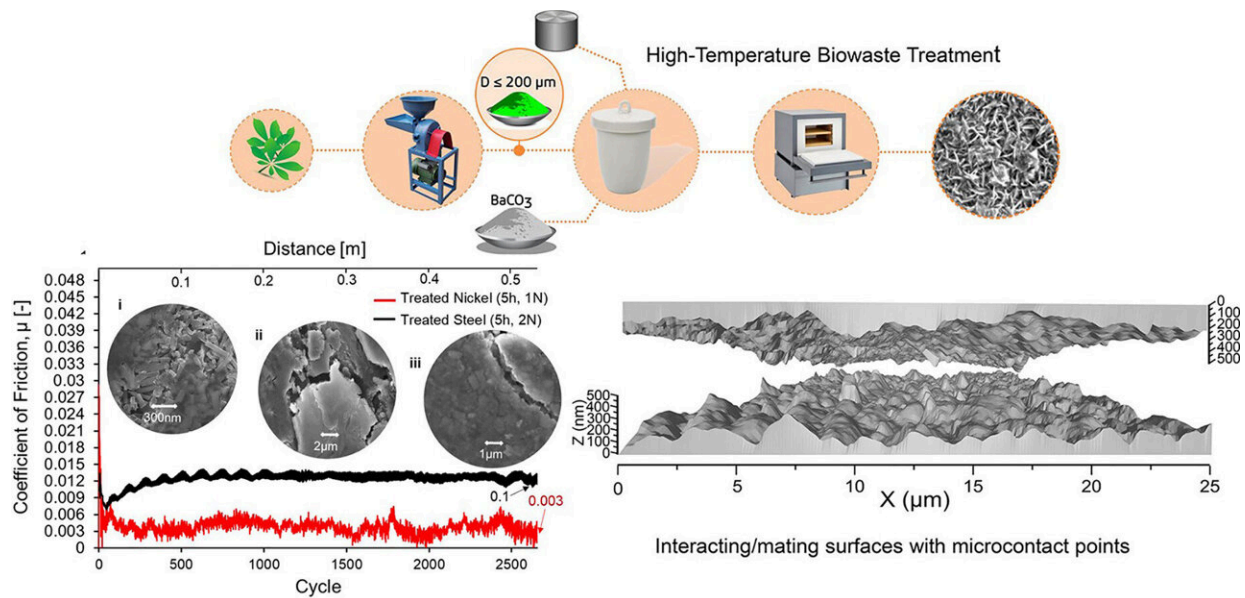 High-Temperature Biowaste Treatment
D ≤ 200 µm
BaCO3
Distance [m]
0.1 0.2 0.3 0.4 0.5
Coefficient of Friction, µ [-]
0.048
0.045
0.042
0.039
0.036
0.033
0.03
0.027
0.024
0.021
0.018
0.015
0.012
0.009
0.006
0.003
0
Treated Nickel (5h, 1N)
Treated Steel (5h, 2N)
i
ii
iii
300nm
2µm
1µm
0.1
0.003
0 500 1000 1500 2000 2500
Cycle
0
100
200
300
400
500
Z (nm)
500
400
300
200
100
0
0 5 10 15 20 25
X (µm)
Interacting/mating surfaces with microcontact points